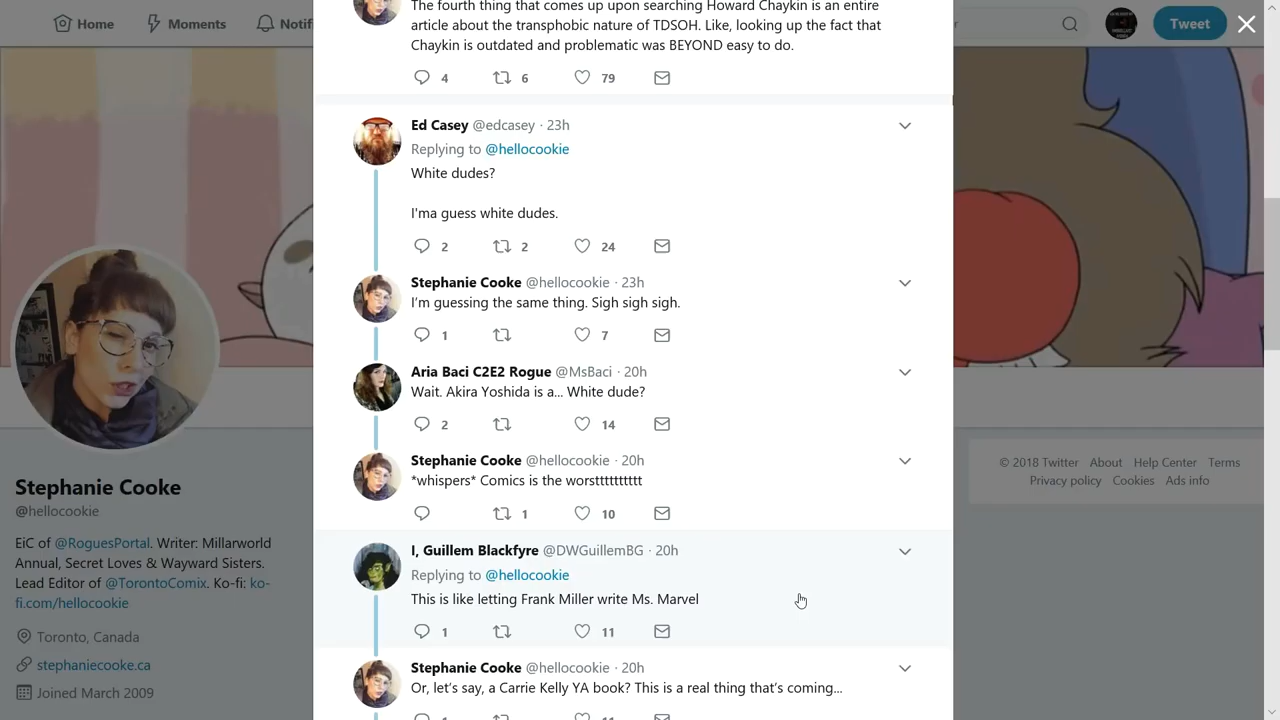 Home
Moments
Notif
Tweet
The fourth thing that comes up upon searching Howard Chaykin is an entire
article about the transphobic nature of TDSOH. Like, looking up the fact that
Chaykin is outdated and problematic was BEYOND easy to do.
4 6 79
Ed Casey @edcasey · 23h
Replying to @hellocookie
White dudes?
I'ma guess white dudes.
2 2 24
Stephanie Cooke @hellocookie · 23h
I'm guessing the same thing. Sigh sigh sigh.
1 7
Aria Baci C2E2 Rogue @MsBaci · 20h
Wait. Akira Yoshida is a... White dude?
2 14
Stephanie Cooke @hellocookie · 20h
*whispers* Comics is the worstttttttttt
1 10
I, Guillem Blackfyre @DWGuillemBG · 20h
Replying to @hellocookie
This is like letting Frank Miller write Ms. Marvel
1 11
Stephanie Cooke @hellocookie · 20h
Or, let's say, a Carrie Kelly YA book? This is a real thing that's coming...
Stephanie Cooke
@hellocookie
EiC of @RoguesPortal. Writer: Millarworld
Annual, Secret Loves & Wayward Sisters.
Lead Editor of @TorontoComix. Ko-fi: ko-
fi.com/hellocookie
Toronto, Canada
stephaniecooke.ca
Joined March 2009
© 2018 Twitter About Help Center Terms
Privacy policy Cookies Ads info